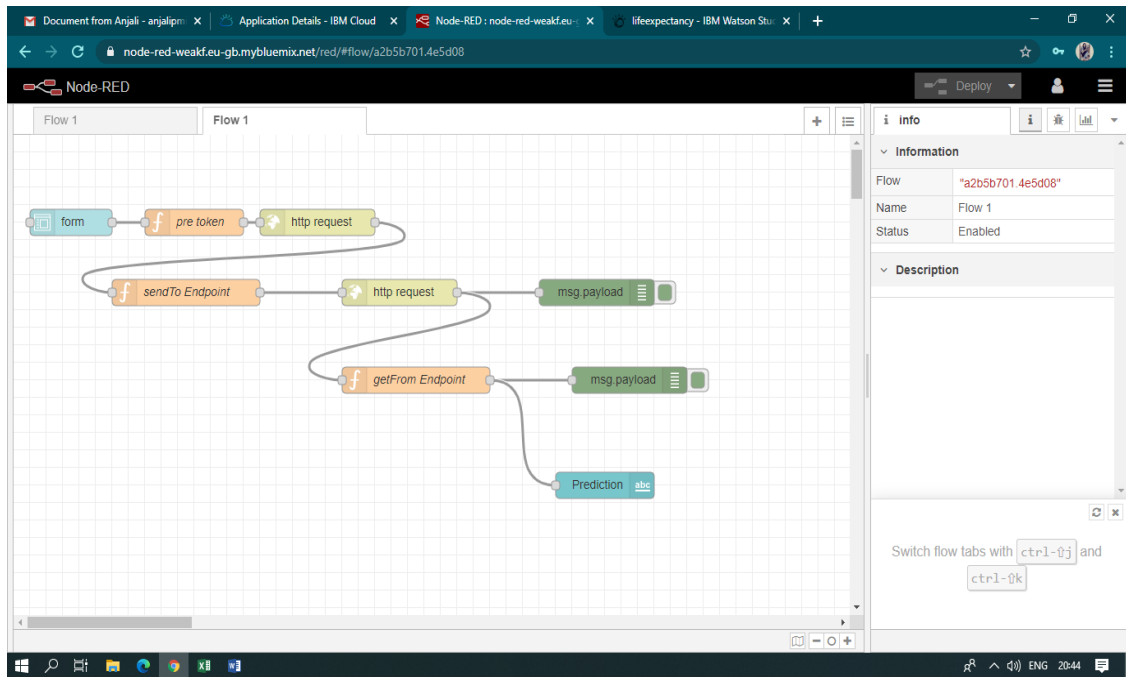 Document from Anjali - anjalipm
Application Details - IBM Cloud
Node-RED : node-red-weakf.eu-g
lifeexpectancy - IBM Watson Stu
node-red-weakf.eu-gb.mybluemix.net/red/#flow/a2b5b701.4e5d08
Node-RED
Deploy
Flow 1
Flow 1
i info
i
Information
Flow "a2b5b701.4e5d08"
Name Flow 1
Status Enabled
Description
form
pre token
http request
sendTo Endpoint
http request
msg.payload
getFrom Endpoint
msg.payload
Prediction abc
Switch flow tabs with ctrl-⇧j and
ctrl-⇧k
ENG 20:44